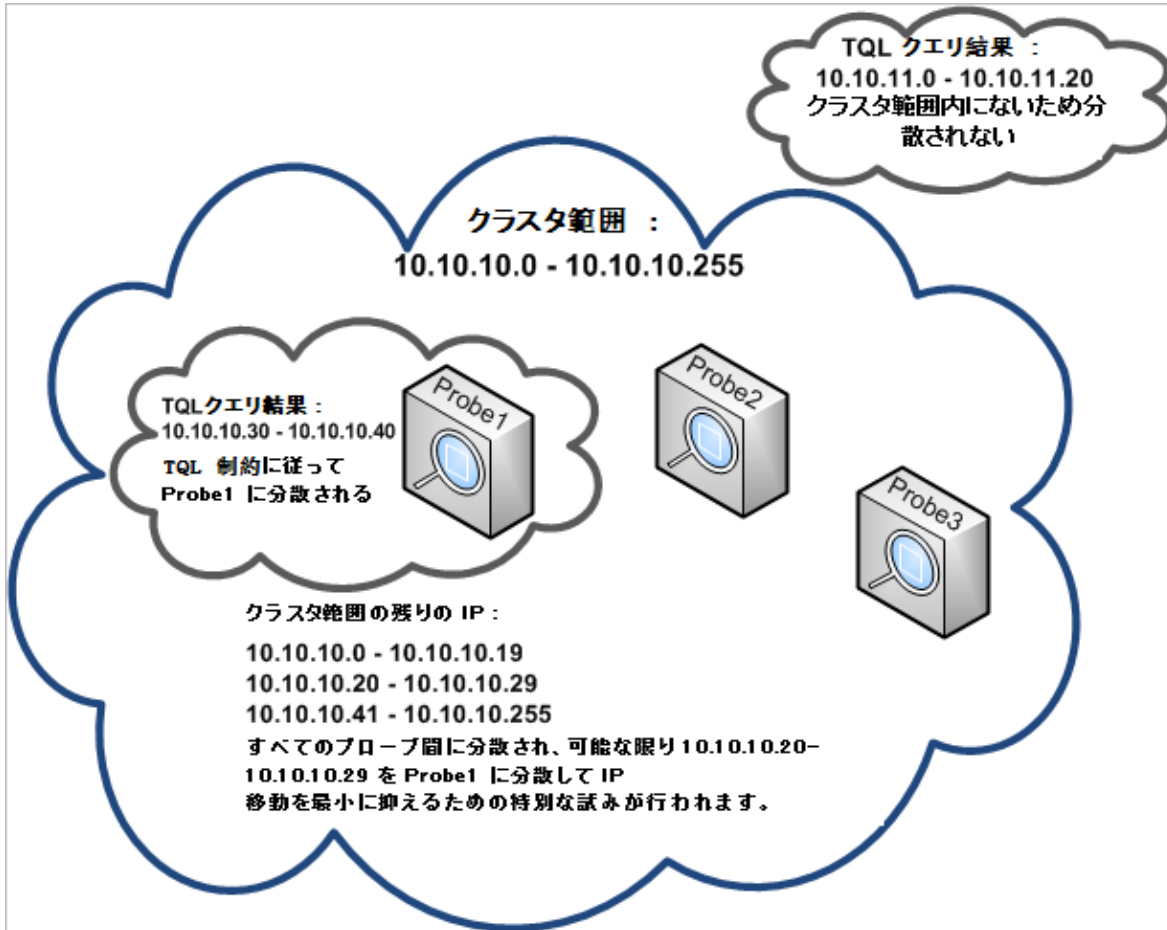 TQL クエリ結果 :
10.10.11.0 - 10.10.11.20
クラスタ範囲内にないため分
散されない
クラスタ範囲 :
10.10.10.0 - 10.10.10.255
TQLクエリ結果 :
10.10.10.30 - 10.10.10.40
TQL 制約に従って
Probe1 に分散される
Probe1
Probe2
Probe3
クラスタ範囲の残りの IP :
10.10.10.0 - 10.10.10.19
10.10.10.20 - 10.10.10.29
10.10.10.41 - 10.10.10.255
すべてのプローブ間に分散され、可能な限り10.10.10.20-
10.10.10.29 をProbe1 に分散して IP
移動を最小に抑えるための特別な試みが行われます。